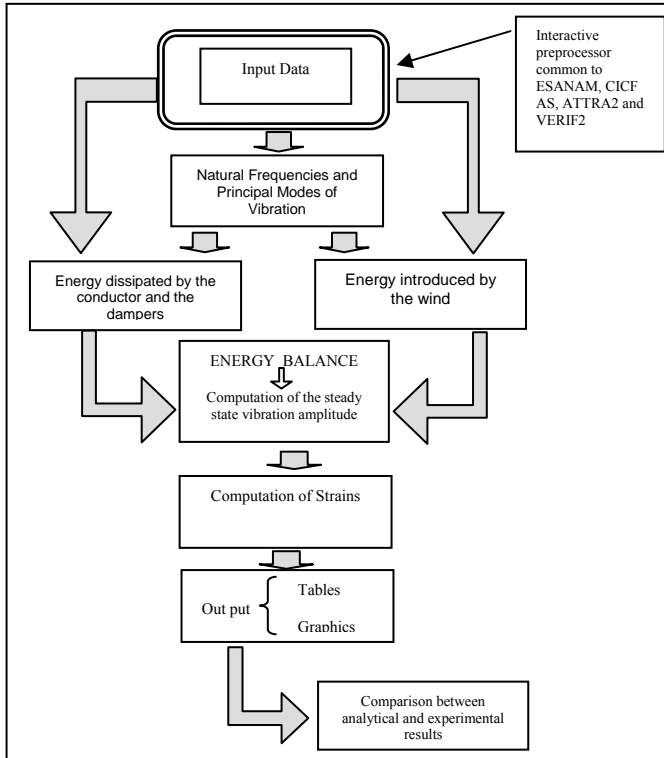 Input Data
Interactive
preprocessor
common to
ESANAM, CICF
AS, ATTRA2 and
VERIF2
Natural Frequencies and
Principal Modes of
Vibration
Energy dissipated by the
conductor and the
dampers
Energy introduced by
the wind
ENERGY BALANCE
Computation of the steady
state vibration amplitude
Computation of Strains
Out put
Tables
Graphics
Comparison between
analytical and experimental
results